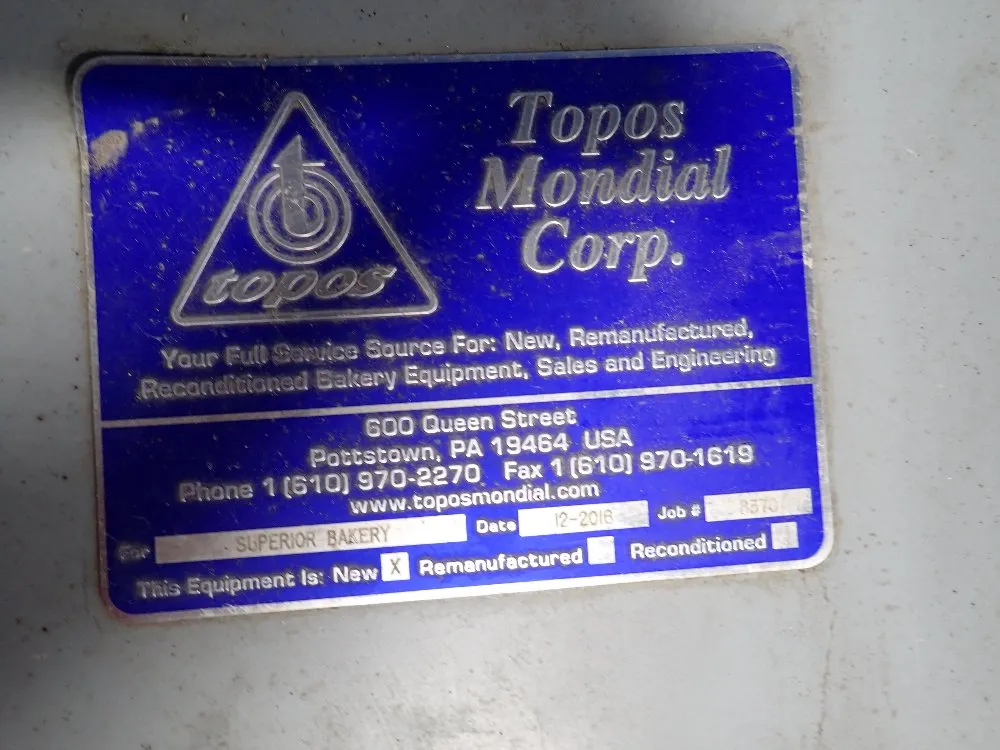 topos
Topos
Mondial
Corp.
Your Full Service Source For: New, Remanufactured,
Reconditioned Bakery Equipment, Sales and Engineering
600 Queen Street
Pottstown, PA 19464 USA
Phone 1 (610) 970-2270 Fax 1 (610) 970-1619
www.toposmondial.com
For SUPERIOR BAKERY Date 12-2016 Job #
This Equipment Is: New X Remanufactured Reconditioned